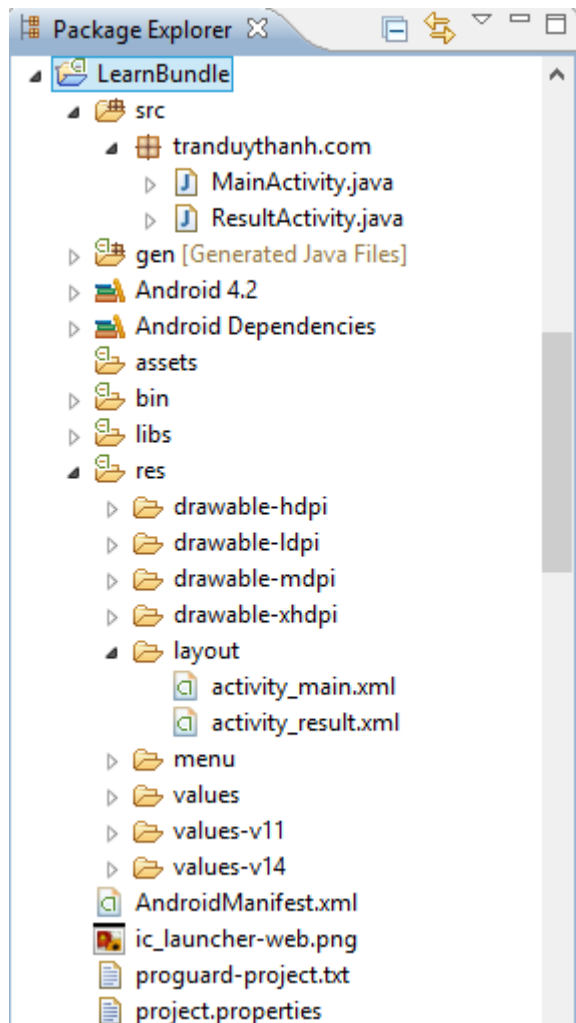 Package Explorer
LearnBundle
src
tranduythanh.com
MainActivity.java
ResultActivity.java
gen [Generated Java Files]
Android 4.2
Android Dependencies
assets
bin
libs
res
drawable-hdpi
drawable-ldpi
drawable-mdpi
drawable-xhdpi
layout
activity_main.xml
activity_result.xml
menu
values
values-v11
values-v14
AndroidManifest.xml
ic_launcher-web.png
proguard-project.txt
project.properties